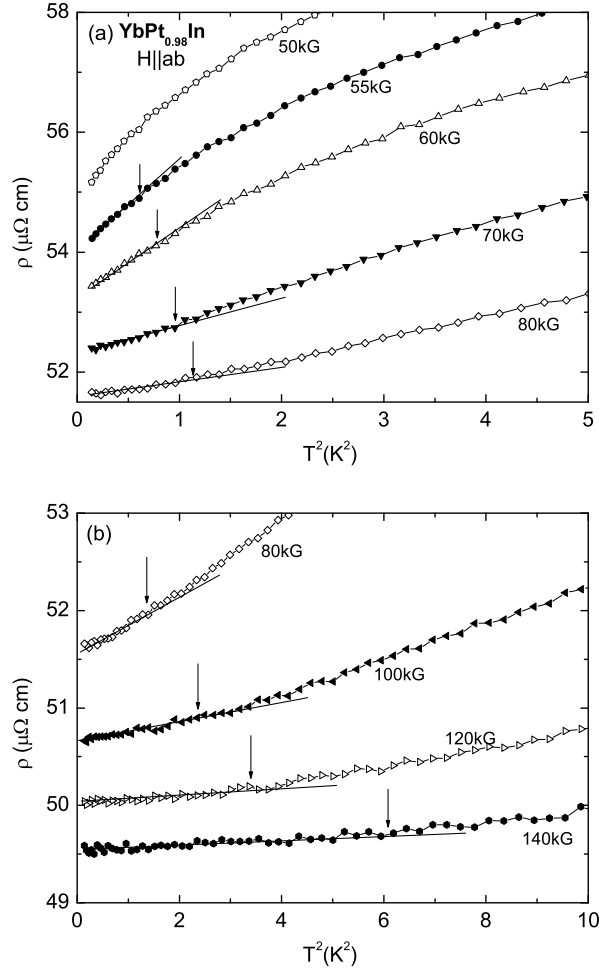 58
(a) YbPt0.98In
H||ab
50kG
55kG
56
60kG
ρ (μΩ cm)
54
70kG
80kG
52
0 1 2 3 4 5
T²(K²)
53
(b)
80kG
52
100kG
ρ (μΩ cm)
51
120kG
50
140kG
49
0 2 4 6 8 10
T²(K²)